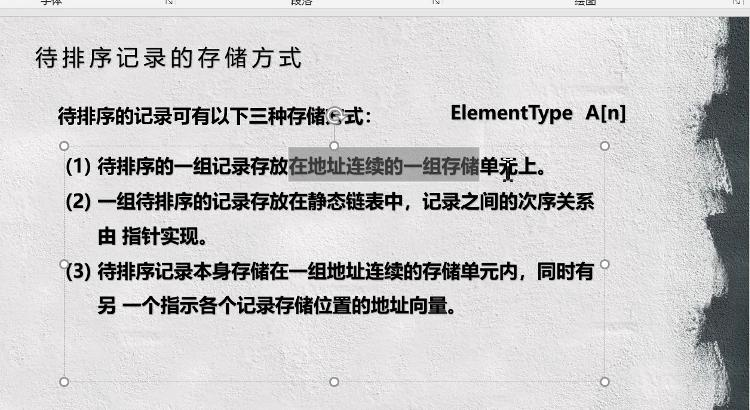 字体 段落 绘图
待排序记录的存储方式
待排序的记录可有以下三种存储方式： ElementType A[n]
(1) 待排序的一组记录存放在地址连续的一组存储单元上。
(2) 一组待排序的记录存放在静态链表中，记录之间的次序关系
由 指针实现。
(3) 待排序记录本身存储在一组地址连续的存储单元内，同时有
另 一个指示各个记录存储位置的地址向量。